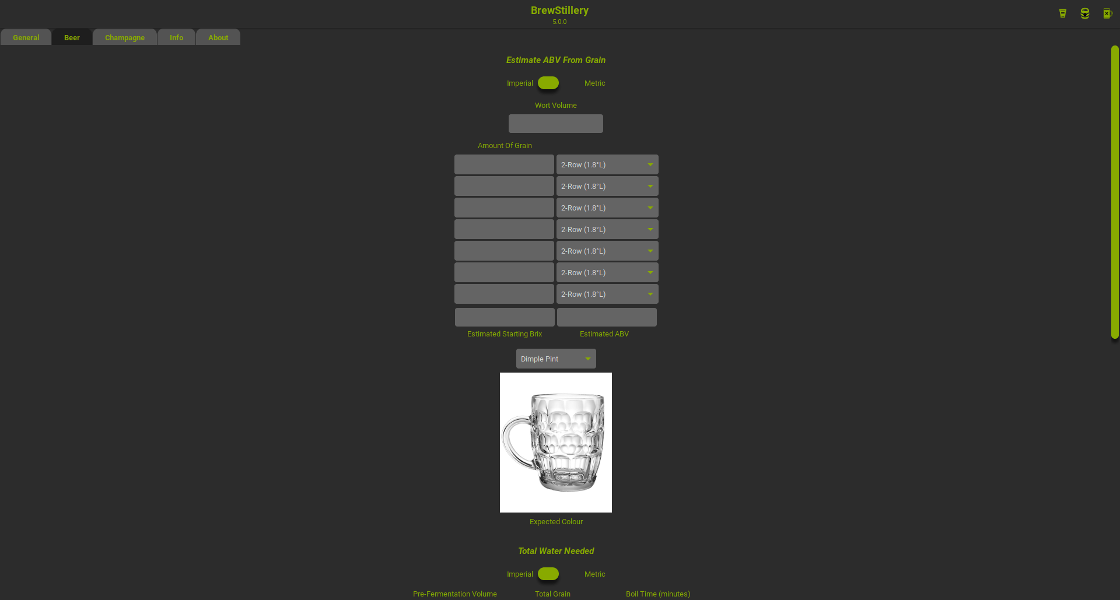 BrewStillery
5.0.0
General Beer Champagne Info About
Estimate ABV From Grain
Imperial Metric
Wort Volume
Amount Of Grain
2-Row (1.8°L)
2-Row (1.8°L)
2-Row (1.8°L)
2-Row (1.8°L)
2-Row (1.8°L)
2-Row (1.8°L)
2-Row (1.8°L)
Estimated Starting Brix Estimated ABV
Dimple Pint
Expected Colour
Total Water Needed
Imperial Metric
Pre-Fermentation Volume Total Grain Boil Time (minutes)